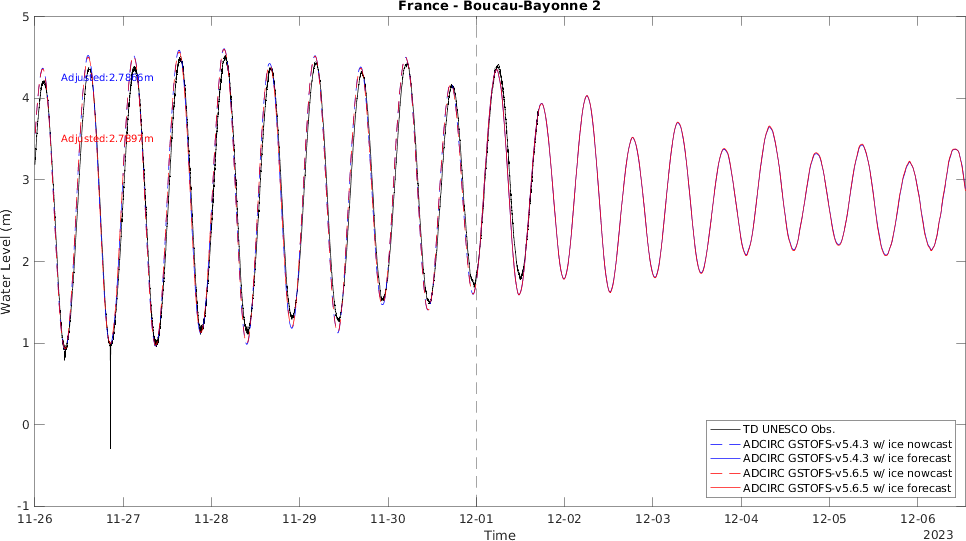 France - Boucau-Bayonne 2
5
4
3
2
1
0
-1
Water Level (m)
Adjusted:2.7886m
Adjusted:2.7897m
TD UNESCO Obs.
ADCIRC GSTOFS-v5.4.3 w/ ice nowcast
ADCIRC GSTOFS-v5.4.3 w/ ice forecast
ADCIRC GSTOFS-v5.6.5 w/ ice nowcast
ADCIRC GSTOFS-v5.6.5 w/ ice forecast
11-26 11-27 11-28 11-29 11-30 12-01 12-02 12-03 12-04 12-05 12-06
Time
2023